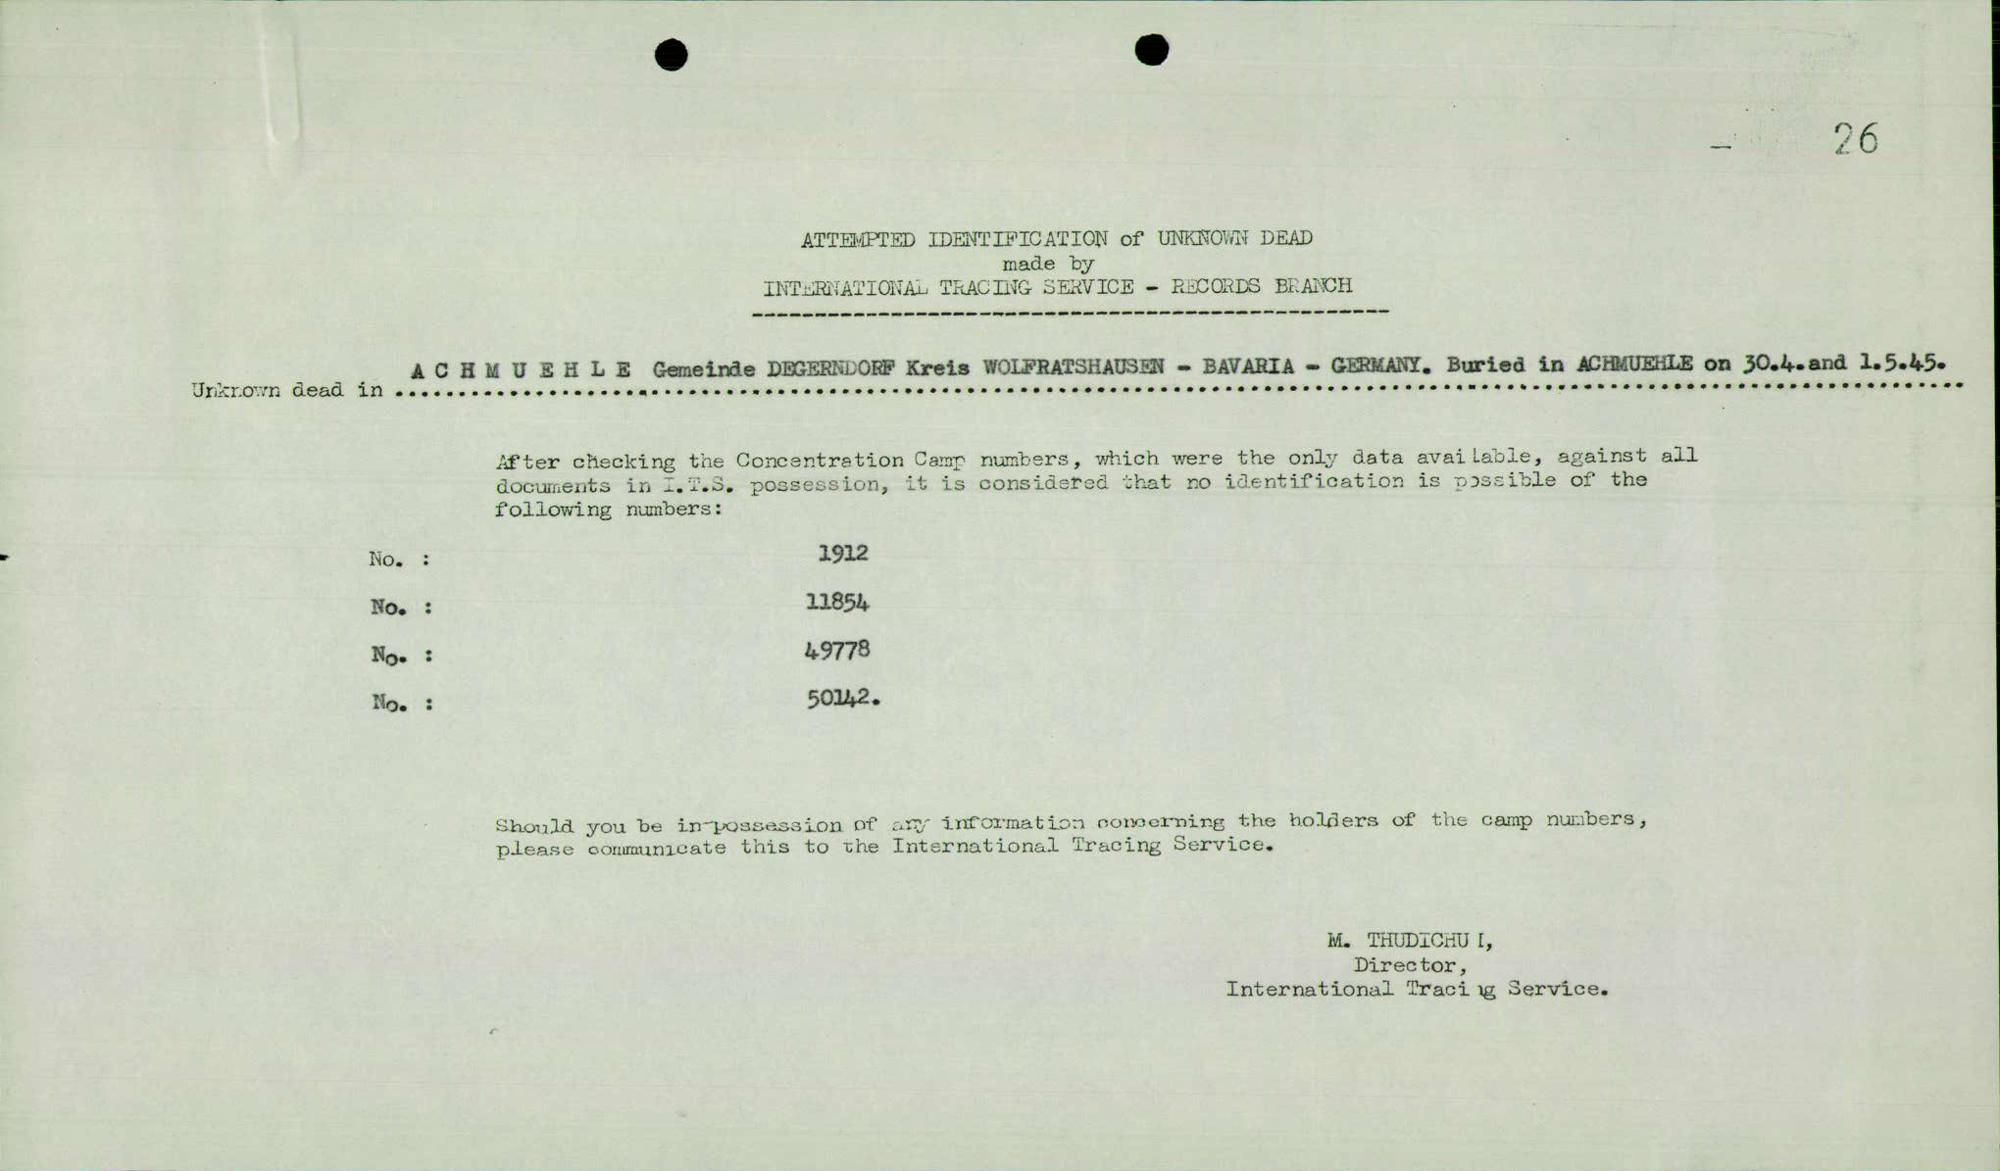 - 26
ATTEMPTED IDENTIFICATION of UNKNOWN DEAD
made by
INTERNATIONAL TRACING SERVICE - RECORDS BRANCH
A C H M U E H L E Gemeinde DEGERNDORF Kreis WOLFRATSHAUSEN - BAVARIA - GERMANY. Buried in ACHMUEHLE on 30.4.and 1.5.45.
Unknown dead in
After checking the Concentration Camp numbers, which were the only data available, against all
documents in I.T.S. possession, it is considered that no identification is possible of the
following numbers:
No. : 1912
No. : 11854
No. : 49778
No. : 50142.
Should you be in possession of any information concerning the holders of the camp numbers,
please communicate this to the International Tracing Service.
M. THUDICHUM,
Director,
International Tracing Service.